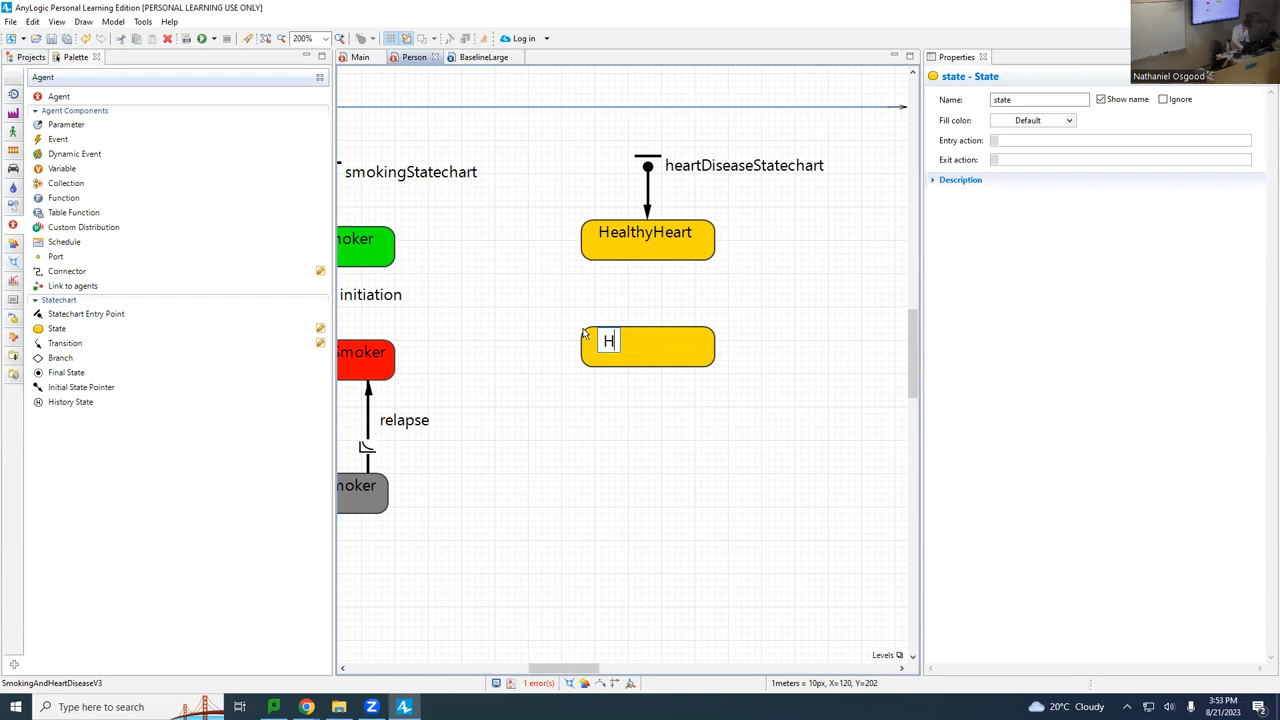 AnyLogic Personal Learning Edition [PERSONAL LEARNING USE ONLY]
File Edit View Draw Model Tools Help
200% Log in
Projects Palette
Main Person BaselineLarge
Properties
Nathaniel Osgood
Agent
Agent
Agent Components
Parameter
Event
Dynamic Event
Variable
Collection
Function
Table Function
Custom Distribution
Schedule
Port
Connector
Link to agents
Statechart
Statechart Entry Point
State
Transition
Branch
Final State
Initial State Pointer
History State
smokingStatechart
moker
initiation
Smoker
relapse
moker
heartDiseaseStatechart
HealthyHeart
H
Levels
state - State
Name: state Show name Ignore
Fill color: Default
Entry action:
Exit action:
Description
SmokingAndHeartDiseaseV3
1 error(s)
1meters = 10px, X=120, Y=202
Type here to search
20°C Cloudy
3:53 PM
8/21/2023
2